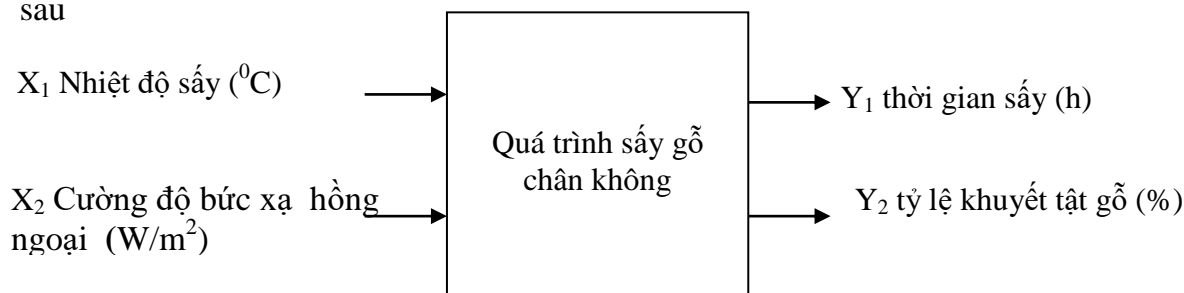 sau
X₁ Nhiệt độ sấy (⁰C)
Y₁ thời gian sấy (h)
Quá trình sấy gỗ
chân không
X₂ Cường độ bức xạ hồng
ngoại (W/m²)
Y₂ tỷ lệ khuyết tật gỗ (%)